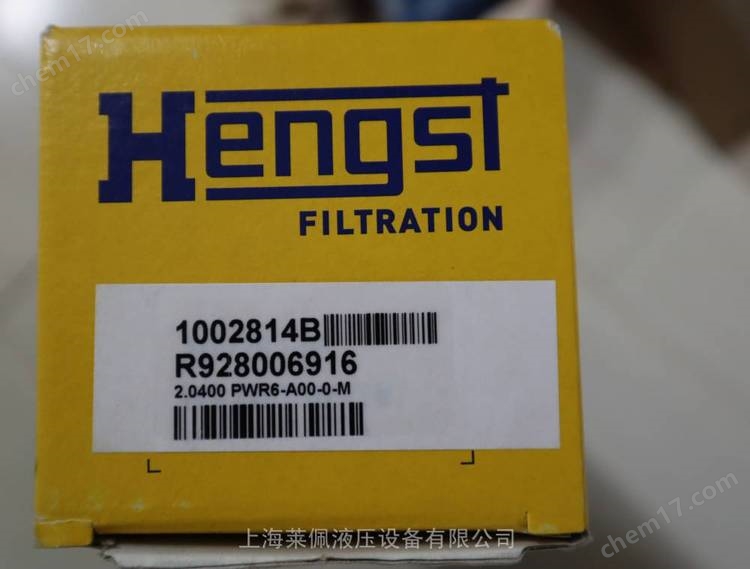 chem17.com
Hengst
FILTRATION
1002814B
R928006916
2.0400 PWR6-A00-0-M
上海莱佩液压设备有限公司
chem17.com